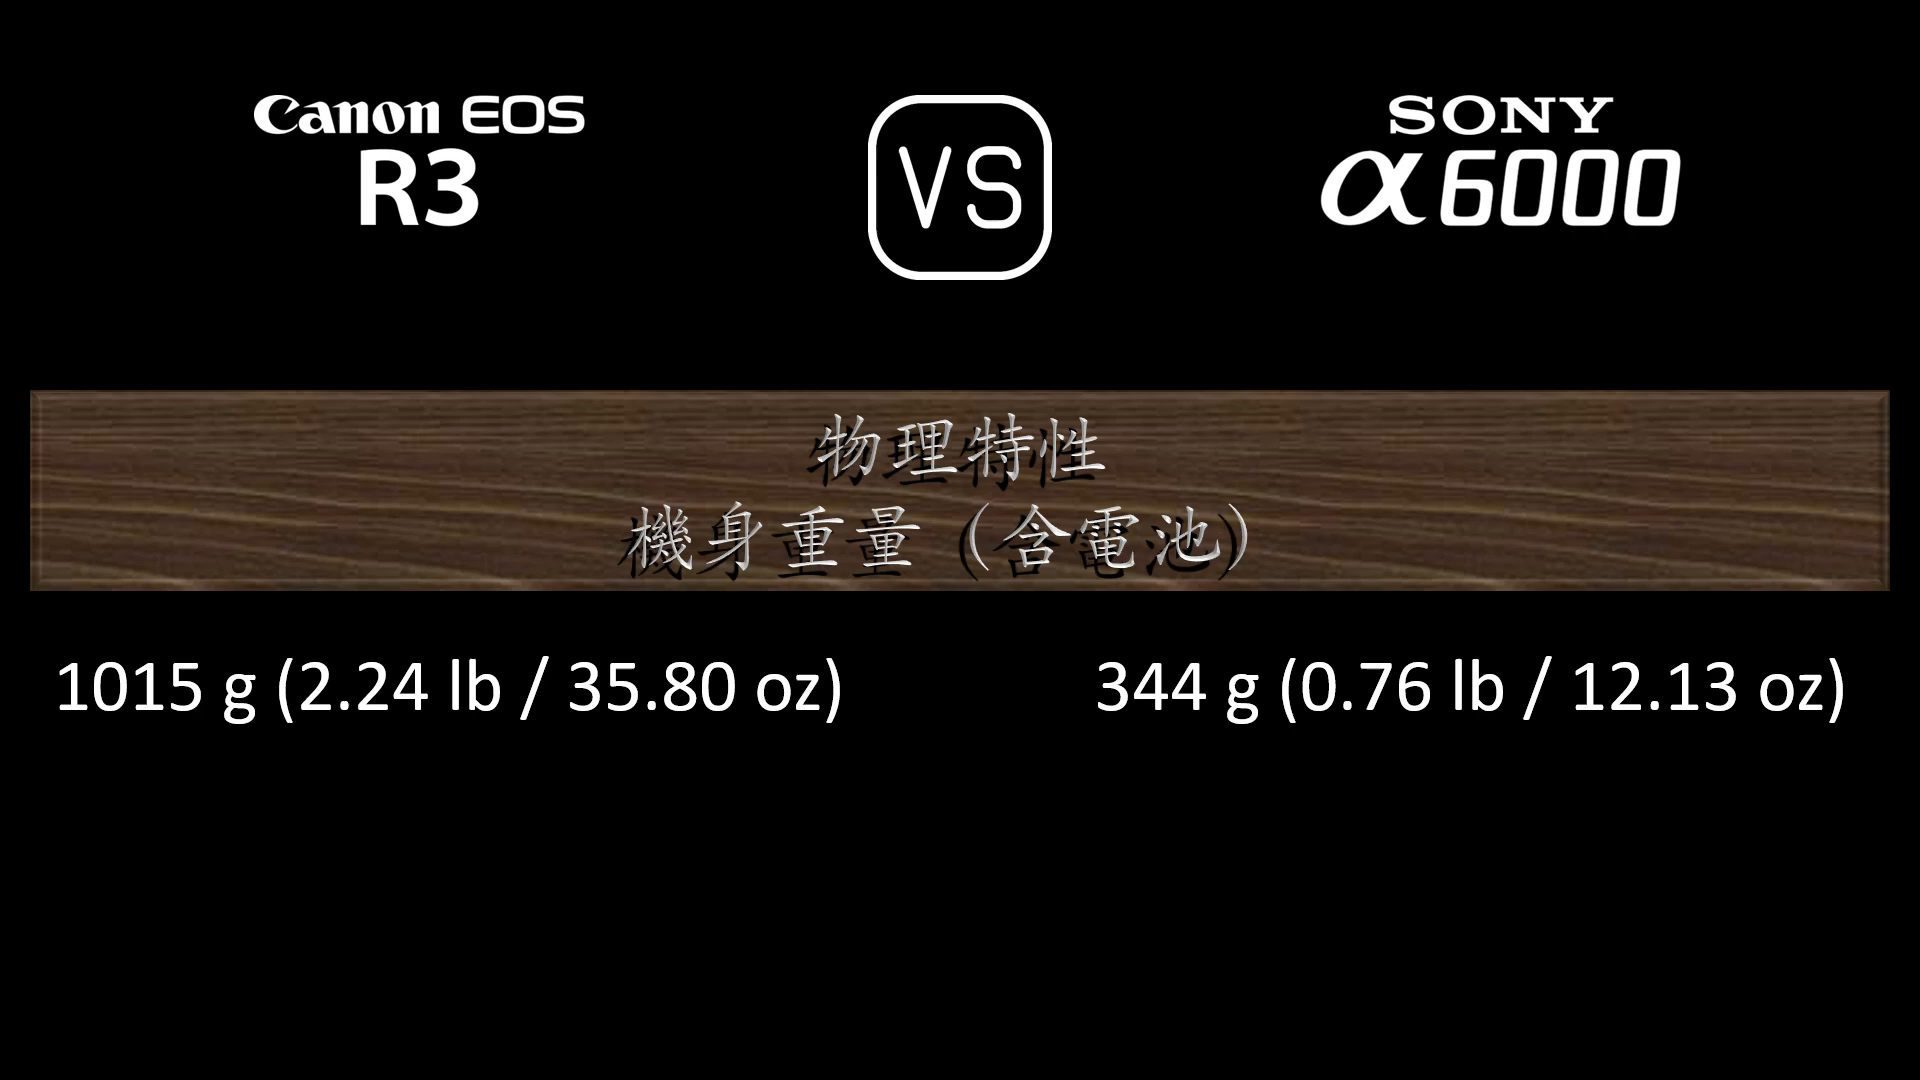 Canon EOS
R3
VS
SONY
α6000
物理特性
機身重量（含電池）
1015 g (2.24 lb / 35.80 oz)
344 g (0.76 lb / 12.13 oz)